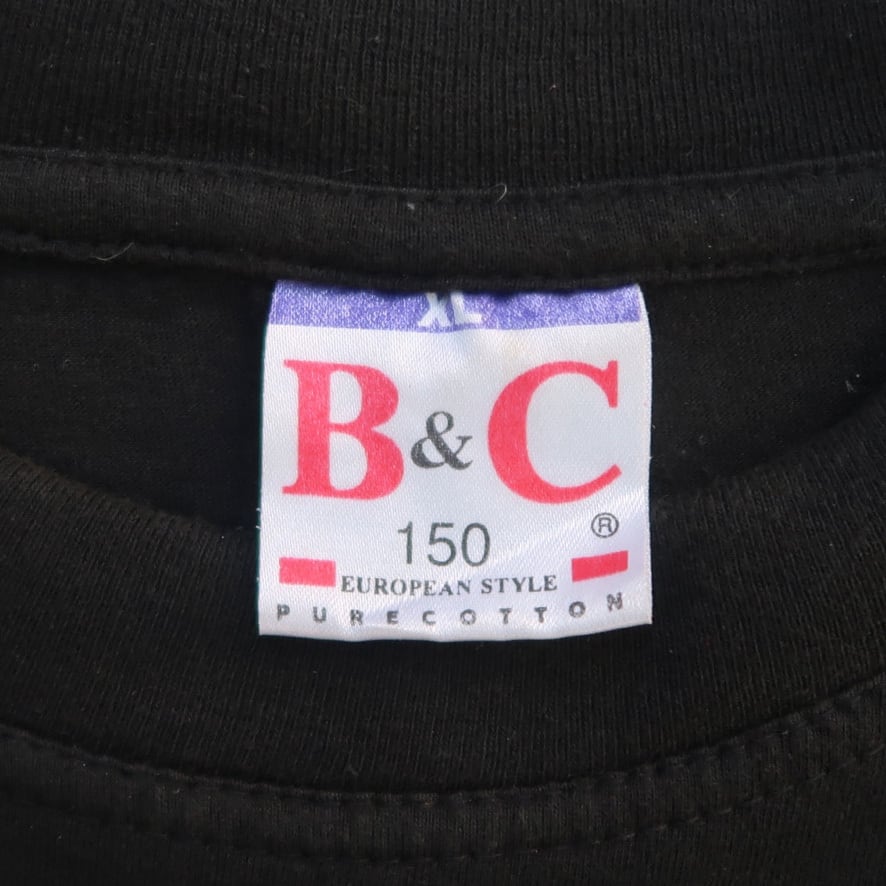 XL
B&C
150 ®
EUROPEAN STYLE
PURECOTTON